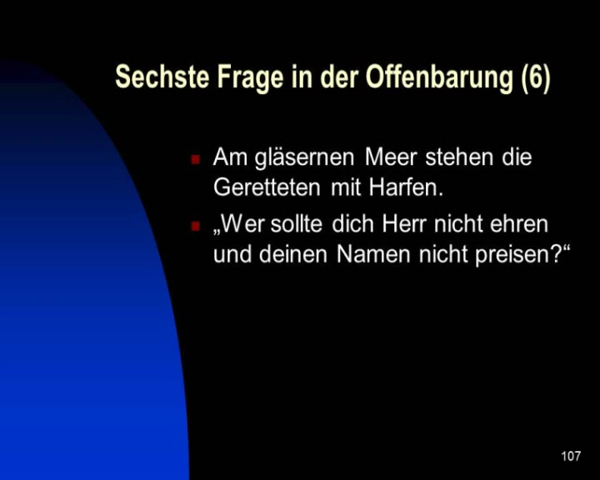 Sechste Frage in der Offenbarung (6)
Am gläsernen Meer stehen die
Geretteten mit Harfen.
„Wer sollte dich Herr nicht ehren
und deinen Namen nicht preisen?“
107